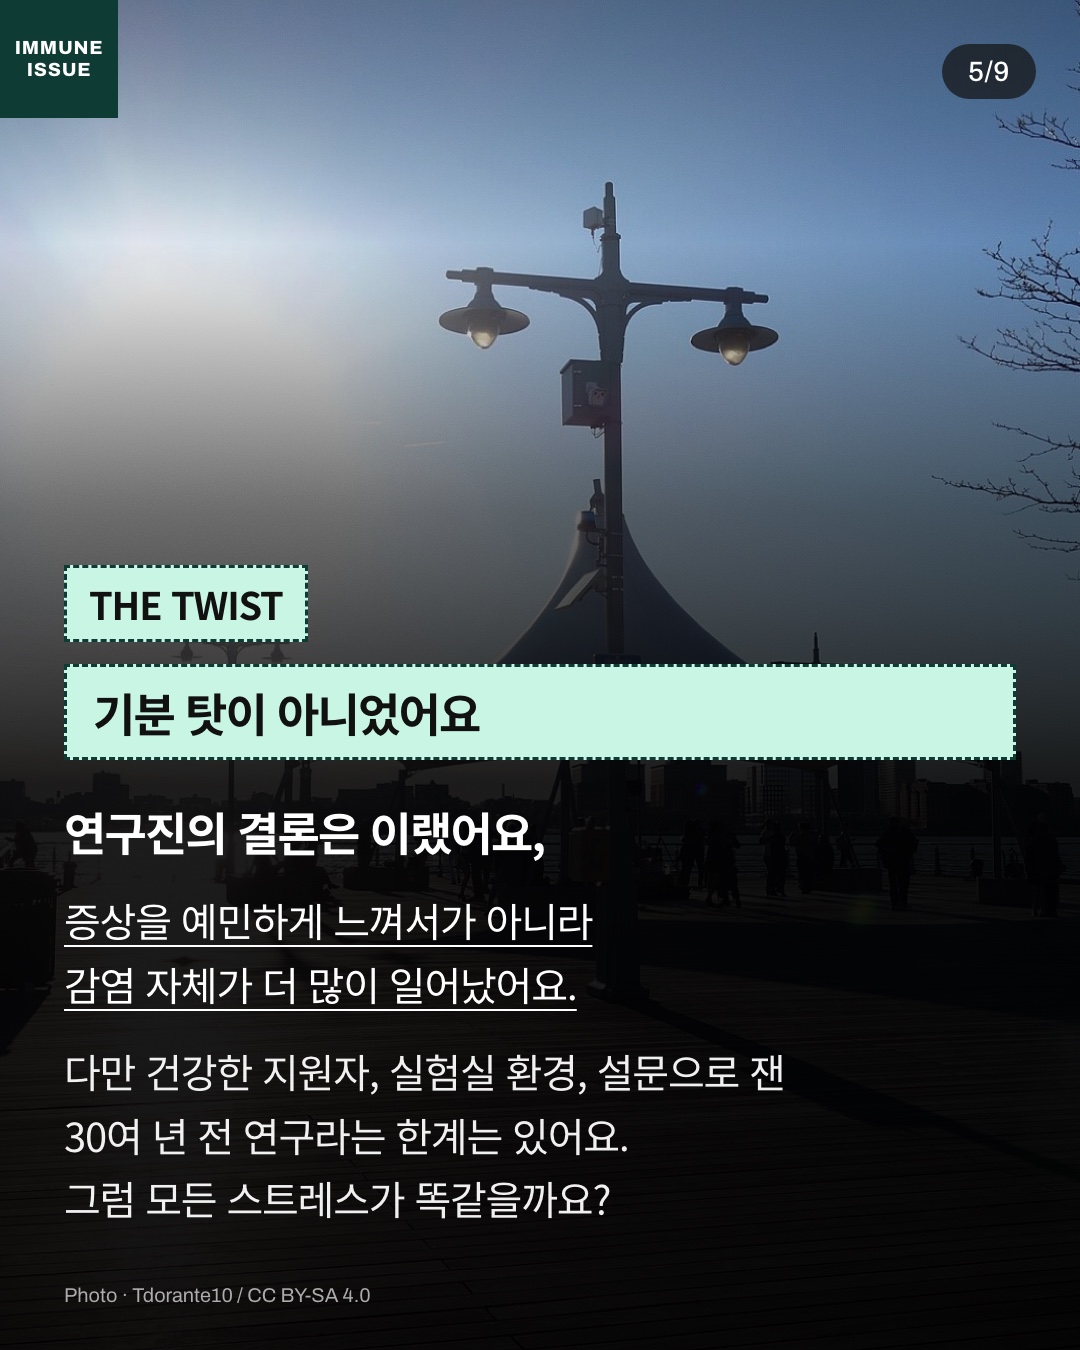 IMMUNE
ISSUE
5/9
THE TWIST
기분 탓이 아니었어요
연구진의 결론은 이랬어요,
증상을 예민하게 느껴서가 아니라
감염 자체가 더 많이 일어났어요.
다만 건강한 지원자, 실험실 환경, 설문으로 잰
30여 년 전 연구라는 한계는 있어요.
그럼 모든 스트레스가 똑같을까요?
Photo · Tdorante10 / CC BY-SA 4.0